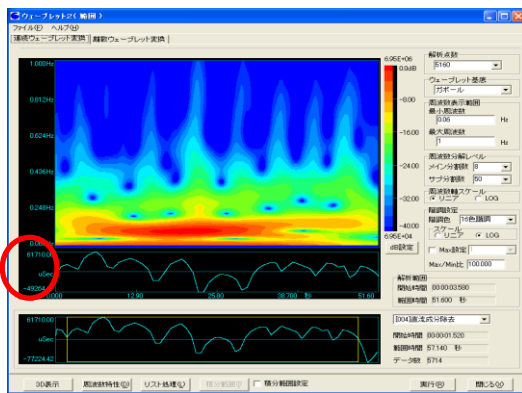 ウェーブレット2( 範囲 )
ファイル(F) ヘルプ(H)
連続ウェーブレット変換 離散ウェーブレット変換
1.000Hz
0.812Hz
0.624Hz
0.436Hz
0.248Hz
0.060Hz
6.95E+06
0.0dB
-8.00
-16.00
-24.00
-32.00
-40.00
6.95E+04
dB設定
61710.00
uSec
-49264
0.000 12.90 25.80 38.700 秒 51.60
61710.00
uSec
-77224.42
解析点数
5160
ウェーブレット基底
ガボール
周波数表示範囲
最小周波数
0.06 Hz
最大周波数
1 Hz
周波数分解レベル
メイン分割数 8
サブ分割数 50
周波数軸スケール
リニア LOG
階調設定
階調色 16色階調
スケール
リニア LOG
Max設定 1
Max/Min比 100.000
解析範囲
開始時間 00:00:03.580
範囲時間 51.600 秒
[004]直流成分除去
開始時間 00:00:01.520
範囲時間 57.140 秒
データ数 5714
3D表示 周波数特性(Q) リスト処理(L) 積分範囲設定 実行(R) 閉じる(X)